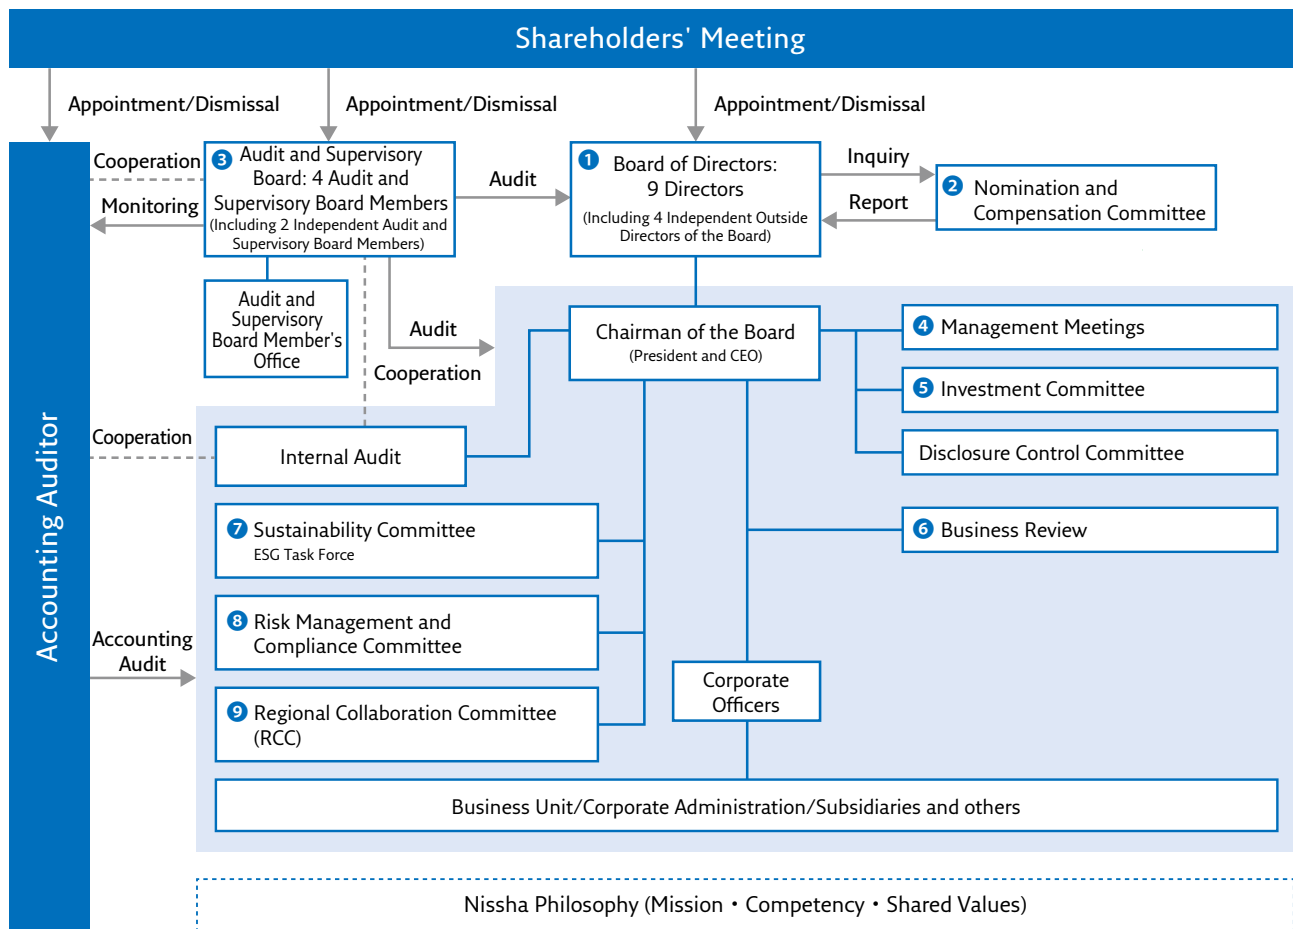 Shareholders' Meeting
Appointment/Dismissal
Appointment/Dismissal
Appointment/Dismissal
Accounting Auditor
Cooperation
Monitoring
3 Audit and Supervisory
Board: 4 Audit and
Supervisory Board Members
(Including 2 Independent Audit and
Supervisory Board Members)
Audit
1 Board of Directors:
9 Directors
(Including 4 Independent Outside
Directors of the Board)
Inquiry
Report
2 Nomination and
Compensation Committee
Audit and
Supervisory
Board Member's
Office
Audit
Cooperation
Chairman of the Board
(President and CEO)
4 Management Meetings
5 Investment Committee
Disclosure Control Committee
6 Business Review
Cooperation
Internal Audit
7 Sustainability Committee
ESG Task Force
8 Risk Management and
Compliance Committee
9 Regional Collaboration Committee
(RCC)
Accounting
Audit
Corporate
Officers
Business Unit/Corporate Administration/Subsidiaries and others
Nissha Philosophy (Mission・Competency・Shared Values)